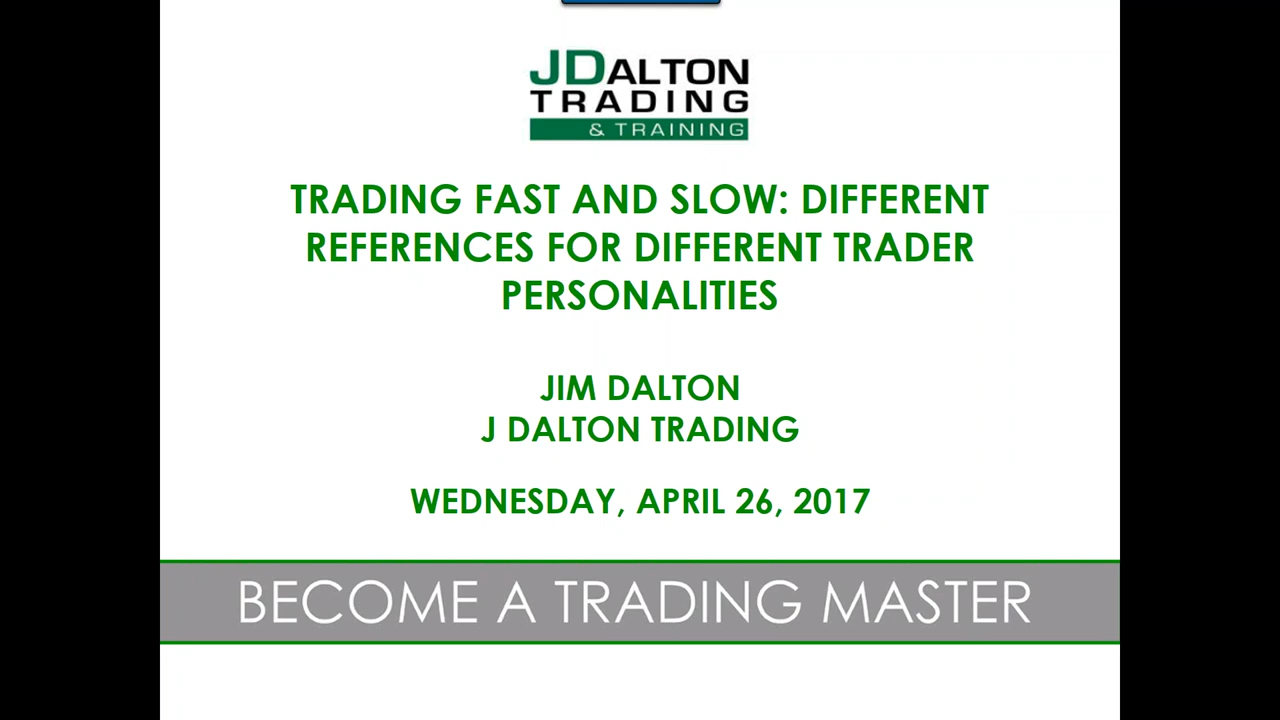 JDALTON
TRADING
& TRAINING
TRADING FAST AND SLOW: DIFFERENT
REFERENCES FOR DIFFERENT TRADER
PERSONALITIES
JIM DALTON
J DALTON TRADING
WEDNESDAY, APRIL 26, 2017
BECOME A TRADING MASTER